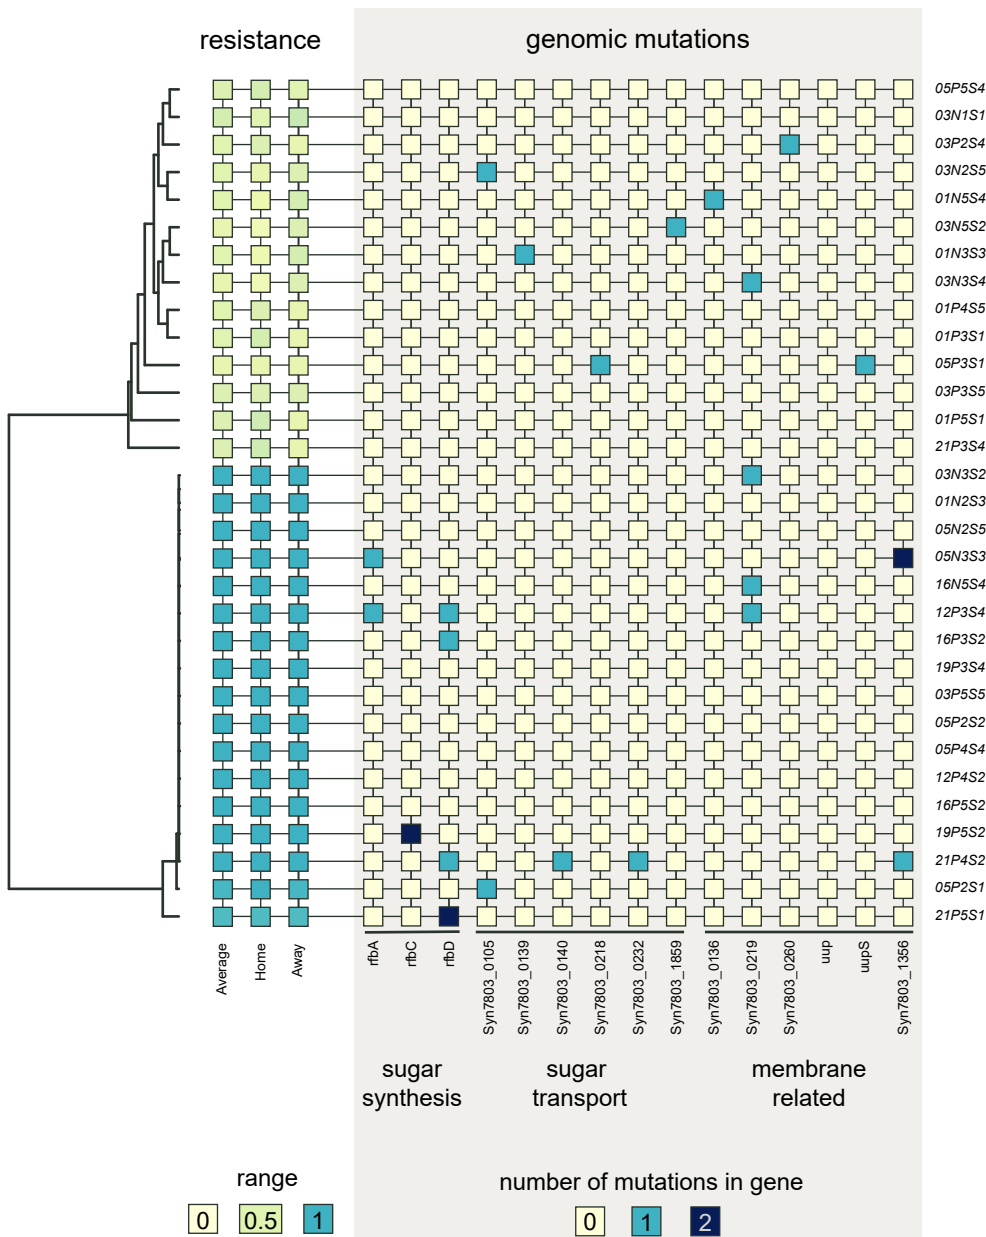 resistance
genomic mutations
05P5S4
03N1S1
03P2S4
03N2S5
01N5S4
03N5S2
01N3S3
03N3S4
01P4S5
01P3S1
05P3S1
03P3S5
01P5S1
21P3S4
03N3S2
01N2S3
05N2S5
05N3S3
16N5S4
12P3S4
16P3S2
19P3S4
03P5S5
05P2S2
05P4S4
12P4S2
16P5S2
19P5S2
21P4S2
05P2S1
21P5S1
Average
Home
Away
rfbA
rfbC
rfbD
Syn7803_0105
Syn7803_0139
Syn7803_0140
Syn7803_0218
Syn7803_0232
Syn7803_1859
Syn7803_0136
Syn7803_0219
Syn7803_0260
uup
uupS
Syn7803_1356
sugar
synthesis
sugar
transport
membrane
related
range
0 0.5 1
number of mutations in gene
0 1 2